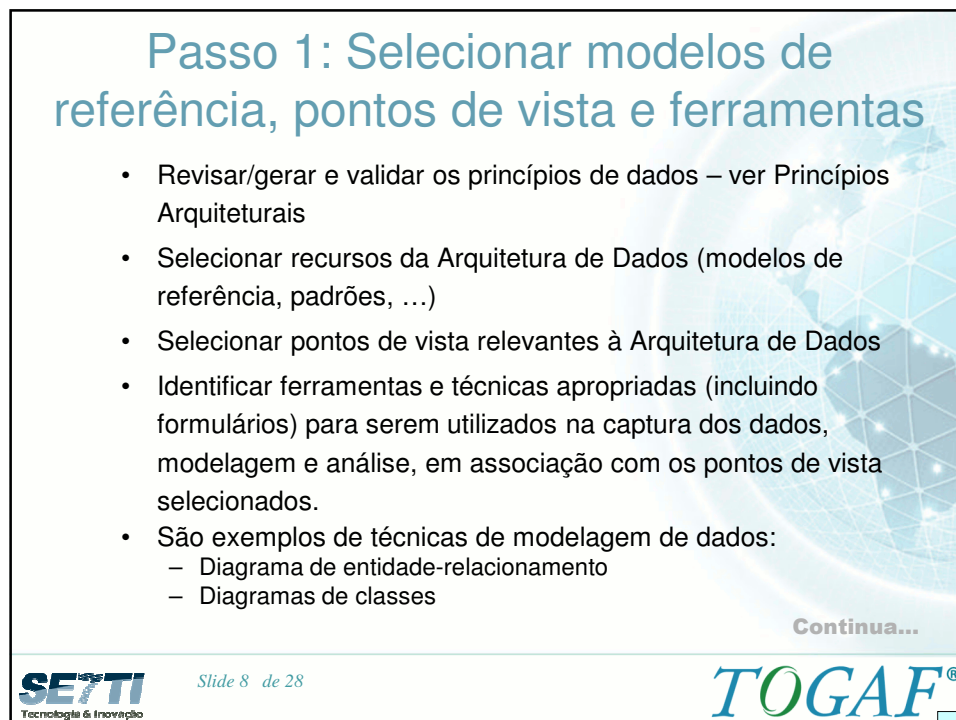 Passo 1: Selecionar modelos de
referência, pontos de vista e ferramentas
• Revisar/gerar e validar os princípios de dados – ver Princípios
Arquiteturais
• Selecionar recursos da Arquitetura de Dados (modelos de
referência, padrões, …)
• Selecionar pontos de vista relevantes à Arquitetura de Dados
• Identificar ferramentas e técnicas apropriadas (incluindo
formulários) para serem utilizados na captura dos dados,
modelagem e análise, em associação com os pontos de vista
selecionados.
• São exemplos de técnicas de modelagem de dados:
– Diagrama de entidade-relacionamento
– Diagramas de classes
Continua...
SETTI
Tecnologia & Inovação
Slide 8 de 28
TOGAF®